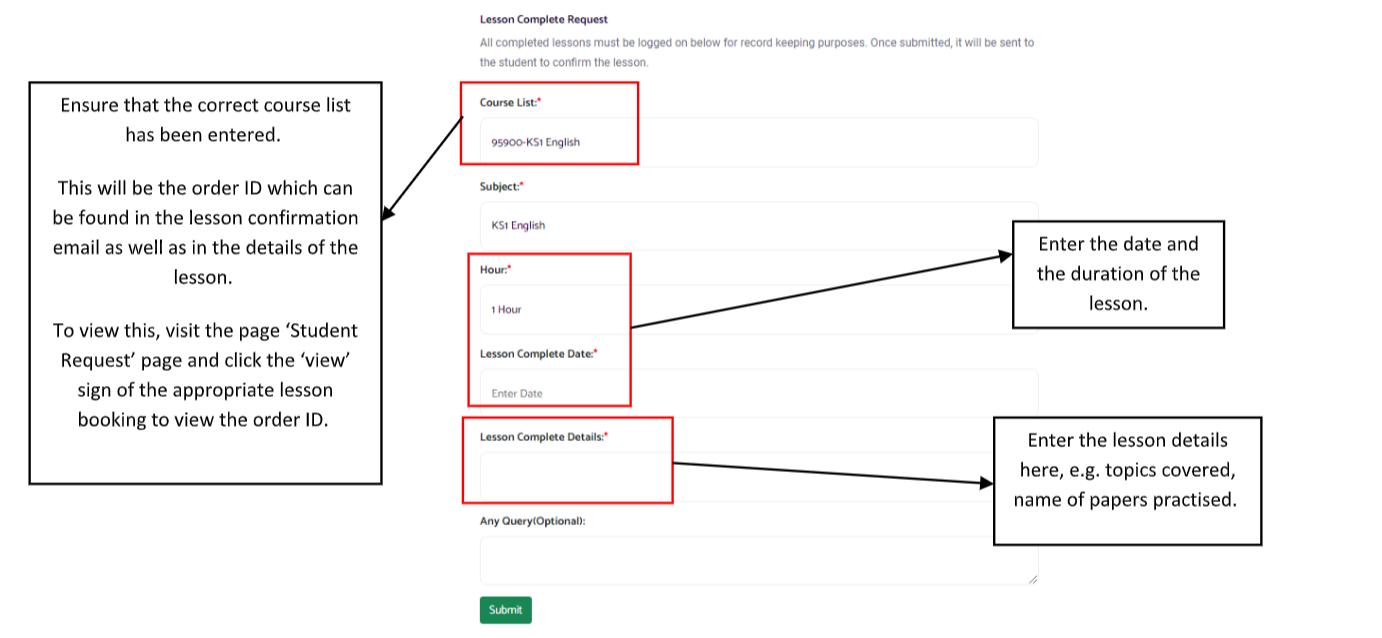 Lesson Complete Request
All completed lessons must be logged on below for record keeping purposes. Once submitted, it will be sent to
the student to confirm the lesson.
Ensure that the correct course list
has been entered.
This will be the order ID which can
be found in the lesson confirmation
email as well as in the details of the
lesson.
To view this, visit the page ‘Student
Request’ page and click the ‘view’
sign of the appropriate lesson
booking to view the order ID.
Course List:*
95900-KS1 English
Subject:*
KS1 English
Hour:*
1 Hour
Lesson Complete Date:*
Enter Date
Enter the date and
the duration of the
lesson.
Lesson Complete Details:*
Enter the lesson details
here, e.g. topics covered,
name of papers practised.
Any Query(Optional):
Submit